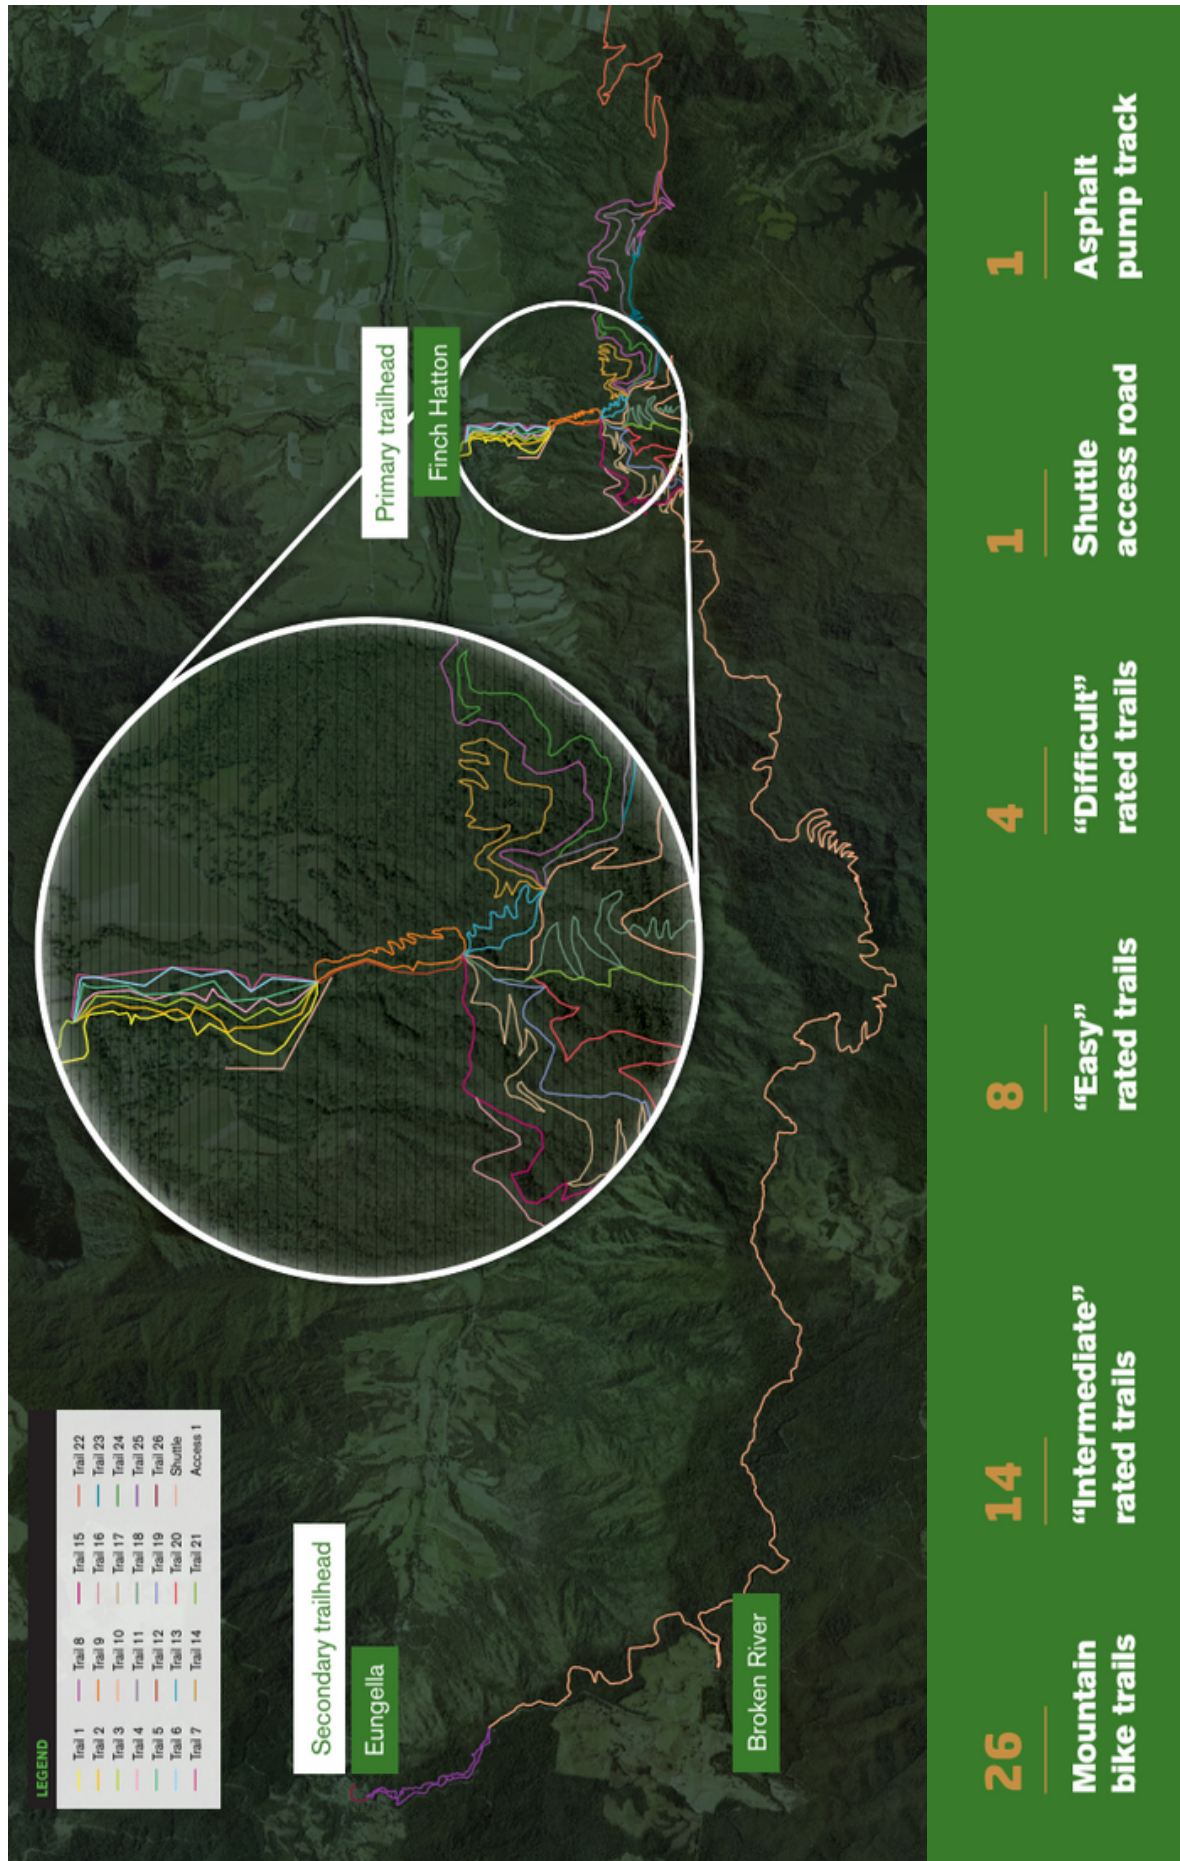 LEGEND
Trail 1
Trail 2
Trail 3
Trail 4
Trail 5
Trail 6
Trail 7
Trail 8
Trail 9
Trail 10
Trail 11
Trail 12
Trail 13
Trail 14
Trail 15
Trail 16
Trail 17
Trail 18
Trail 19
Trail 20
Trail 21
Trail 22
Trail 23
Trail 24
Trail 25
Trail 26
Shuttle
Access 1
Secondary trailhead
Eungella
Broken River
Primary trailhead
Finch Hatton
26
Mountain
bike trails
14
“Intermediate”
rated trails
8
“Easy”
rated trails
4
“Difficult”
rated trails
1
Shuttle
access road
1
Asphalt
pump track